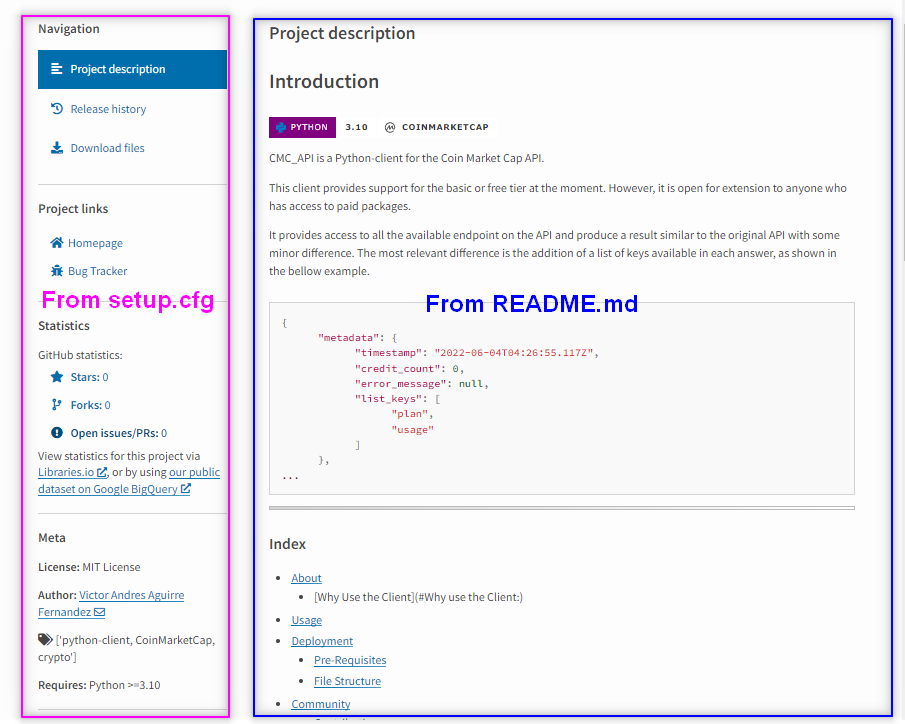 Navigation
Project description
Release history
Download files
Project links
Homepage
Bug Tracker
From setup.cfg
Statistics
GitHub statistics:
Stars: 0
Forks: 0
Open issues/PRs: 0
View statistics for this project via
Libraries.io, or by using our public
dataset on Google BigQuery
Meta
License: MIT License
Author: Victor Andres Aguirre
Fernandez
['python-client, CoinMarketCap,
crypto']
Requires: Python >=3.10
Project description
Introduction
PYTHON 3.10 COINMARKETCAP
CMC_API is a Python-client for the Coin Market Cap API.
This client provides support for the basic or free tier at the moment. However, it is open for extension to anyone who
has access to paid packages.
It provides access to all the available endpoint on the API and produce a result similar to the original API with some
minor difference. The most relevant difference is the addition of a list of keys available in each answer, as shown in
the bellow example.
From README.md
{
"metadata": {
"timestamp": "2022-06-04T04:26:55.117Z",
"credit_count": 0,
"error_message": null,
"list_keys": [
"plan",
"usage"
]
},
...
Index
About
[Why Use the Client](#Why use the Client:)
Usage
Deployment
Pre-Requisites
File Structure
Community